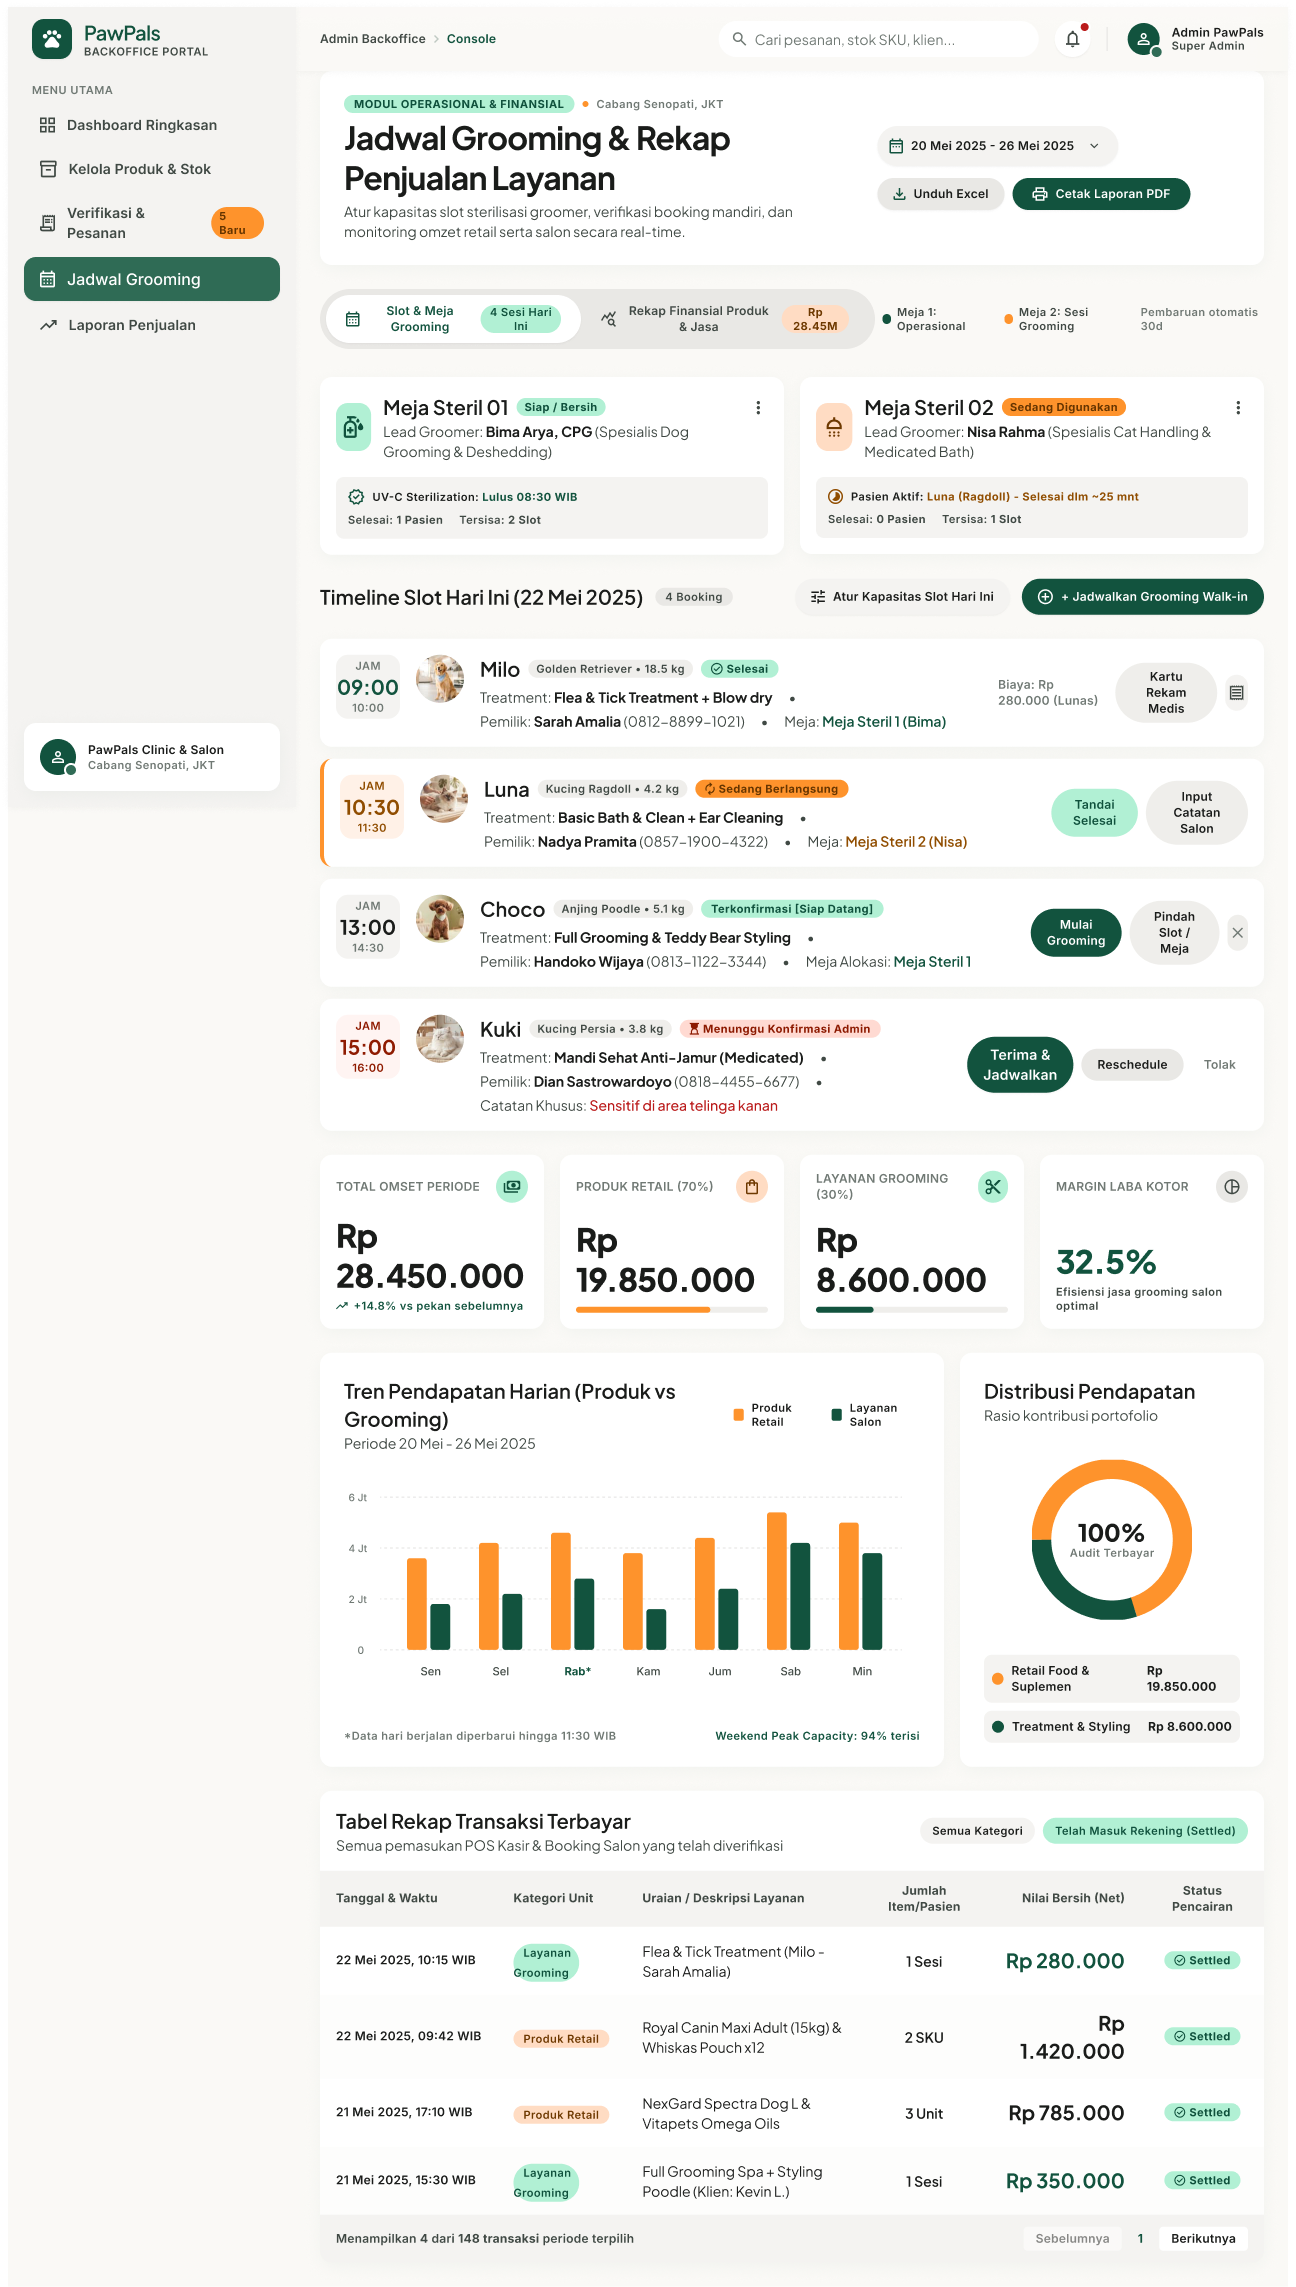 PawPals
BACKOFFICE PORTAL
MENU UTAMA
Dashboard Ringkasan
Kelola Produk & Stok
Verifikasi &
Pesanan
5
Baru
Jadwal Grooming
Laporan Penjualan
PawPals Clinic & Salon
Cabang Senopati, JKT
Admin Backoffice > Console
Cari pesanan, stok SKU, klien...
Admin PawPals
Super Admin
MODUL OPERASIONAL & FINANSIAL • Cabang Senopati, JKT
Jadwal Grooming & Rekap
Penjualan Layanan
Atur kapasitas slot sterilisasi groomer, verifikasi booking mandiri, dan
monitoring omzet retail serta salon secara real-time.
20 Mei 2025 - 26 Mei 2025
Unduh Excel
Cetak Laporan PDF
Slot & Meja
Grooming
4 Sesi Hari
Ini
Rekap Finansial Produk
& Jasa
Rp
28.45M
Meja 1:
Operasional
Meja 2: Sesi
Grooming
Pembaruan otomatis
30d
Meja Steril 01 Siap / Bersih
Lead Groomer: Bima Arya, CPG (Spesialis Dog
Grooming & Deshedding)
UV-C Sterilization: Lulus 08:30 WIB
Selesai: 1 Pasien Tersisa: 2 Slot
Meja Steril 02 Sedang Digunakan
Lead Groomer: Nisa Rahma (Spesialis Cat Handling &
Medicated Bath)
Pasien Aktif: Luna (Ragdoll) - Selesai dlm ~25 mnt
Selesai: 0 Pasien Tersisa: 1 Slot
Timeline Slot Hari Ini (22 Mei 2025) 4 Booking
Atur Kapasitas Slot Hari Ini
+ Jadwalkan Grooming Walk-in
JAM
09:00
10:00
Milo Golden Retriever • 18.5 kg Selesai
Treatment: Flea & Tick Treatment + Blow dry •
Pemilik: Sarah Amalia (0812-8899-1021) • Meja: Meja Steril 1 (Bima)
Biaya: Rp
280.000 (Lunas)
Kartu
Rekam
Medis
JAM
10:30
11:30
Luna Kucing Ragdoll • 4.2 kg Sedang Berlangsung
Treatment: Basic Bath & Clean + Ear Cleaning •
Pemilik: Nadya Pramita (0857-1900-4322) • Meja: Meja Steril 2 (Nisa)
Tandai
Selesai
Input
Catatan
Salon
JAM
13:00
14:30
Choco Anjing Poodle • 5.1 kg Terkonfirmasi [Siap Datang]
Treatment: Full Grooming & Teddy Bear Styling •
Pemilik: Handoko Wijaya (0813-1122-3344) • Meja Alokasi: Meja Steril 1
Mulai
Grooming
Pindah
Slot /
Meja
JAM
15:00
16:00
Kuki Kucing Persia • 3.8 kg Menunggu Konfirmasi Admin
Treatment: Mandi Sehat Anti-Jamur (Medicated) •
Pemilik: Dian Sastrowardoyo (0818-4455-6677) •
Catatan Khusus: Sensitif di area telinga kanan
Terima &
Jadwalkan
Reschedule
Tolak
TOTAL OMSET PERIODE
Rp
28.450.000
+14.8% vs pekan sebelumnya
PRODUK RETAIL (70%)
Rp
19.850.000
LAYANAN GROOMING
(30%)
Rp
8.600.000
MARGIN LABA KOTOR
32.5%
Efisiensi jasa grooming salon
optimal
Tren Pendapatan Harian (Produk vs
Grooming)
Periode 20 Mei - 26 Mei 2025
Produk
Retail
Layanan
Salon
6 Jt
4 Jt
2 Jt
0
Sen Sel Rab* Kam Jum Sab Min
*Data hari berjalan diperbarui hingga 11:30 WIB
Weekend Peak Capacity: 94% terisi
Distribusi Pendapatan
Rasio kontribusi portofolio
100%
Audit Terbayar
Retail Food &
Suplemen
Rp
19.850.000
Treatment & Styling Rp 8.600.000
Tabel Rekap Transaksi Terbayar
Semua pemasukan POS Kasir & Booking Salon yang telah diverifikasi
Semua Kategori
Telah Masuk Rekening (Settled)
Tanggal & Waktu
Kategori Unit
Uraian / Deskripsi Layanan
Jumlah
Item/Pasien
Nilai Bersih (Net)
Status
Pencairan
22 Mei 2025, 10:15 WIB
Layanan
Grooming
Flea & Tick Treatment (Milo -
Sarah Amalia)
1 Sesi
Rp 280.000
Settled
22 Mei 2025, 09:42 WIB
Produk Retail
Royal Canin Maxi Adult (15kg) &
Whiskas Pouch x12
2 SKU
Rp
1.420.000
Settled
21 Mei 2025, 17:10 WIB
Produk Retail
NexGard Spectra Dog L &
Vitapets Omega Oils
3 Unit
Rp 785.000
Settled
21 Mei 2025, 15:30 WIB
Layanan
Grooming
Full Grooming Spa + Styling
Poodle (Klien: Kevin L.)
1 Sesi
Rp 350.000
Settled
Menampilkan 4 dari 148 transaksi periode terpilih
Sebelumnya 1 Berikutnya